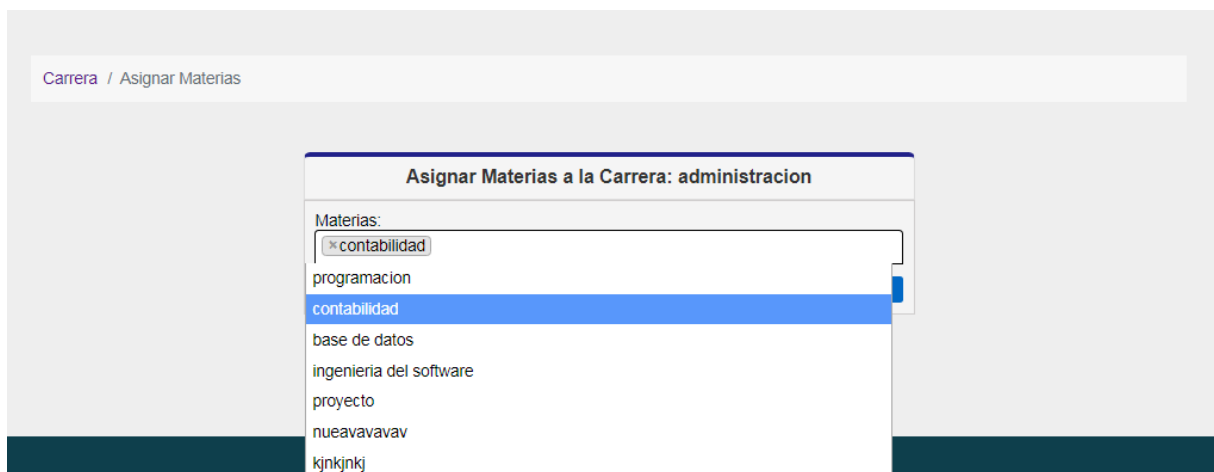 Carrera / Asignar Materias
Asignar Materias a la Carrera: administracion
Materias:
×contabilidad
programacion
contabilidad
base de datos
ingenieria del software
proyecto
nueavavavav
kjnkjnkj